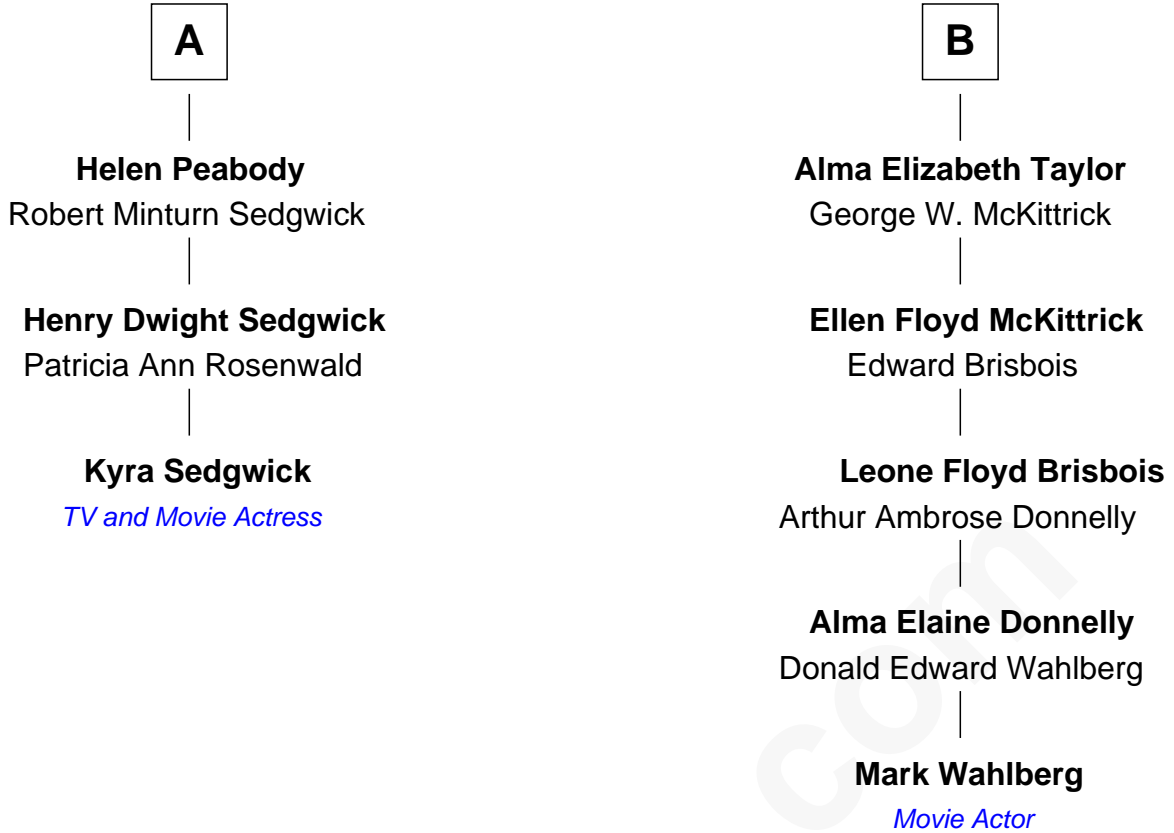 A
Helen Peabody
Robert Minturn Sedgwick
Henry Dwight Sedgwick
Patricia Ann Rosenwald
Kyra Sedgwick
TV and Movie Actress
B
Alma Elizabeth Taylor
George W. McKittrick
Ellen Floyd McKittrick
Edward Brisbois
Leone Floyd Brisbois
Arthur Ambrose Donnelly
Alma Elaine Donnelly
Donald Edward Wahlberg
Mark Wahlberg
Movie Actor
com